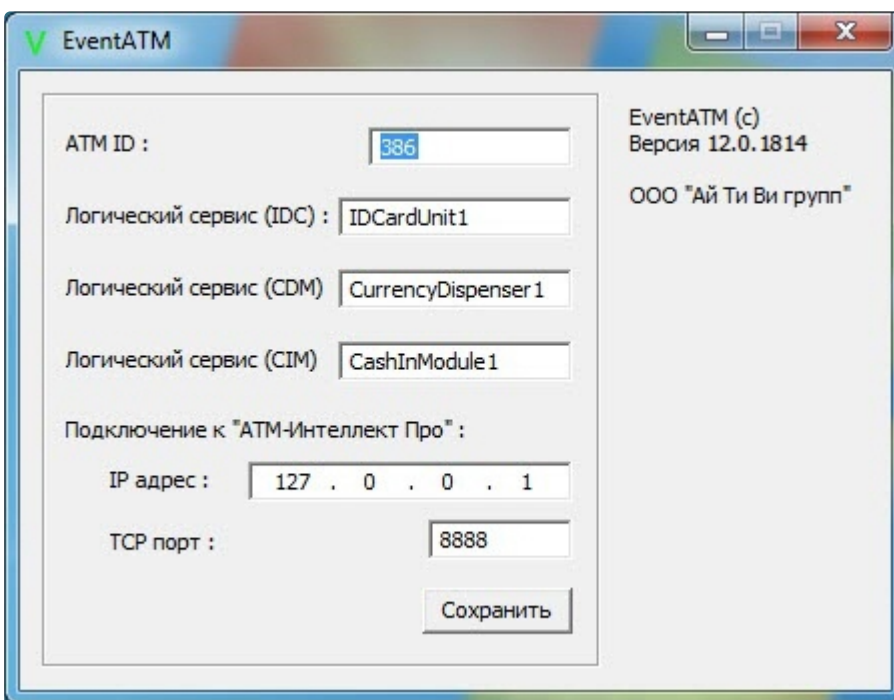 EventATM
ATM ID : 386
Логический сервис (IDC) : IDCardUnit1
Логический сервис (CDM) CurrencyDispenser1
Логический сервис (CIM) CashInModule1
Подключение к "АТМ-Интеллект Про" :
IP адрес : 127 . 0 . 0 . 1
TCP порт : 8888
Сохранить
EventATM (c)
Версия 12.0.1814
ООО "Ай Ти Ви групп"